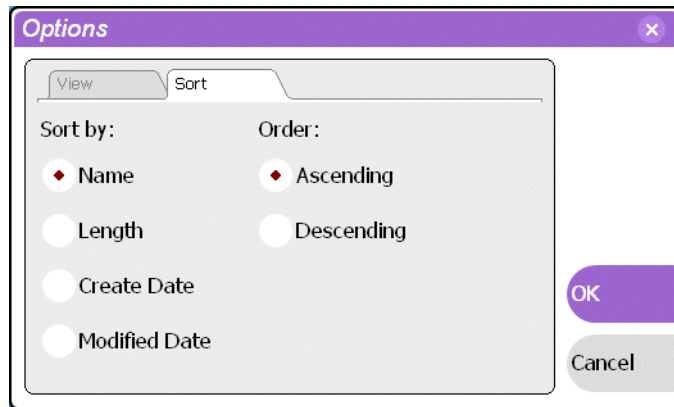 Options
View
Sort
Sort by:
Order:
Name
Ascending
Length
Descending
Create Date
Modified Date
OK
Cancel